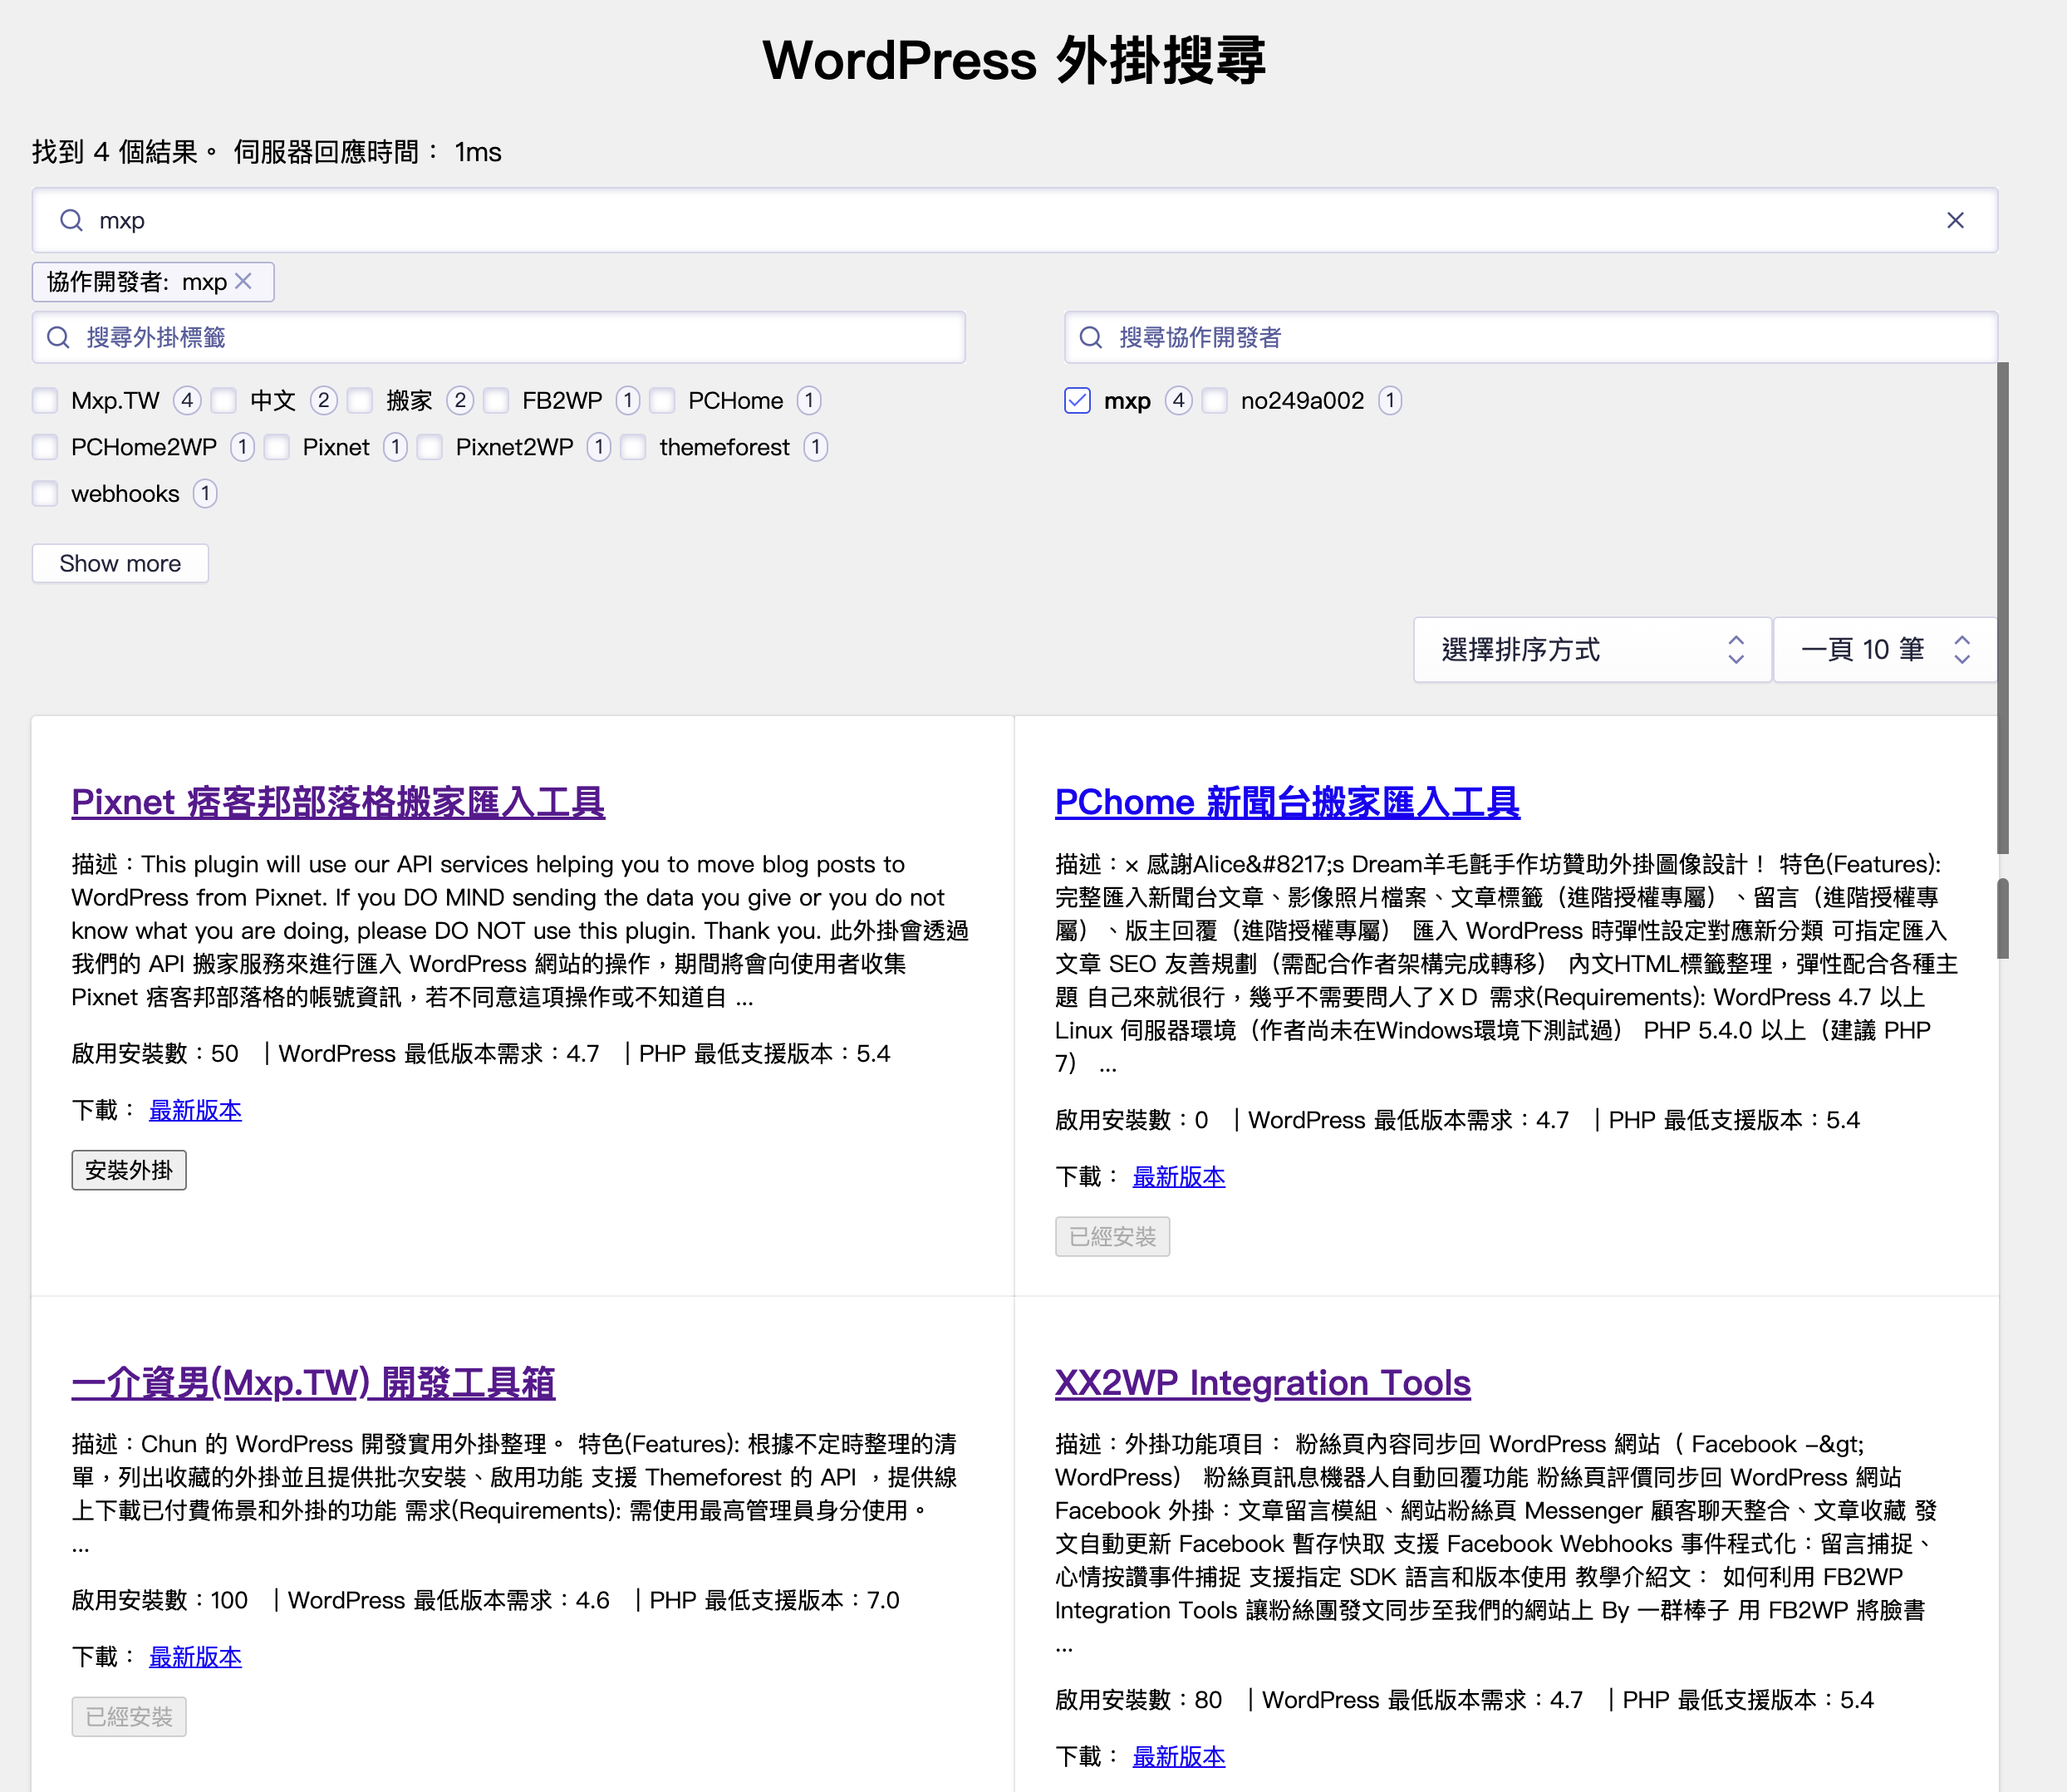 WordPress 外掛搜尋
找到 4 個結果。 伺服器回應時間： 1ms
mxp
協作開發者: mxp
搜尋外掛標籤
搜尋協作開發者
Mxp.TW 4 中文 2 搬家 2 FB2WP 1 PCHome 1
PCHome2WP 1 Pixnet 1 Pixnet2WP 1 themeforest 1
webhooks 1
mxp 4 no249a002 1
Show more
選擇排序方式
一頁 10 筆
Pixnet 痞客邦部落格搬家匯入工具
描述：This plugin will use our API services helping you to move blog posts to
WordPress from Pixnet. If you DO MIND sending the data you give or you do not
know what you are doing, please DO NOT use this plugin. Thank you. 此外掛會透過
我們的 API 搬家服務來進行匯入 WordPress 網站的操作，期間將會向使用者收集
Pixnet 痞客邦部落格的帳號資訊，若不同意這項操作或不知道自 ...
啟用安裝數：50 ｜WordPress 最低版本需求：4.7 ｜PHP 最低支援版本：5.4
下載： 最新版本
安裝外掛
PChome 新聞台搬家匯入工具
描述：× 感謝Alice&#8217;s Dream羊毛氈手作坊贊助外掛圖像設計！ 特色(Features):
完整匯入新聞台文章、影像照片檔案、文章標籤（進階授權專屬）、留言（進階授權專
屬）、版主回覆（進階授權專屬） 匯入 WordPress 時彈性設定對應新分類 可指定匯入
文章 SEO 友善規劃（需配合作者架構完成轉移） 內文HTML標籤整理，彈性配合各種主
題 自己來就很行，幾乎不需要問人了ＸＤ 需求(Requirements): WordPress 4.7 以上
Linux 伺服器環境（作者尚未在Windows環境下測試過） PHP 5.4.0 以上（建議 PHP
7） ...
啟用安裝數：0 ｜WordPress 最低版本需求：4.7 ｜PHP 最低支援版本：5.4
下載： 最新版本
已經安裝
一介資男(Mxp.TW) 開發工具箱
描述：Chun 的 WordPress 開發實用外掛整理。 特色(Features): 根據不定時整理的清
單，列出收藏的外掛並且提供批次安裝、啟用功能 支援 Themeforest 的 API ，提供線
上下載已付費佈景和外掛的功能 需求(Requirements): 需使用最高管理員身分使用。
...
啟用安裝數：100 ｜WordPress 最低版本需求：4.6 ｜PHP 最低支援版本：7.0
下載： 最新版本
已經安裝
XX2WP Integration Tools
描述：外掛功能項目： 粉絲頁內容同步回 WordPress 網站（ Facebook –&gt;
WordPress） 粉絲頁訊息機器人自動回覆功能 粉絲頁評價同步回 WordPress 網站
Facebook 外掛：文章留言模組、網站粉絲頁 Messenger 顧客聊天整合、文章收藏 發
文自動更新 Facebook 暫存快取 支援 Facebook Webhooks 事件程式化：留言捕捉、
心情按讚事件捕捉 支援指定 SDK 語言和版本使用 教學介紹文： 如何利用 FB2WP
Integration Tools 讓粉絲團發文同步至我們的網站上 By 一群棒子 用 FB2WP 將臉書
...
啟用安裝數：80 ｜WordPress 最低版本需求：4.7 ｜PHP 最低支援版本：5.4
下載： 最新版本